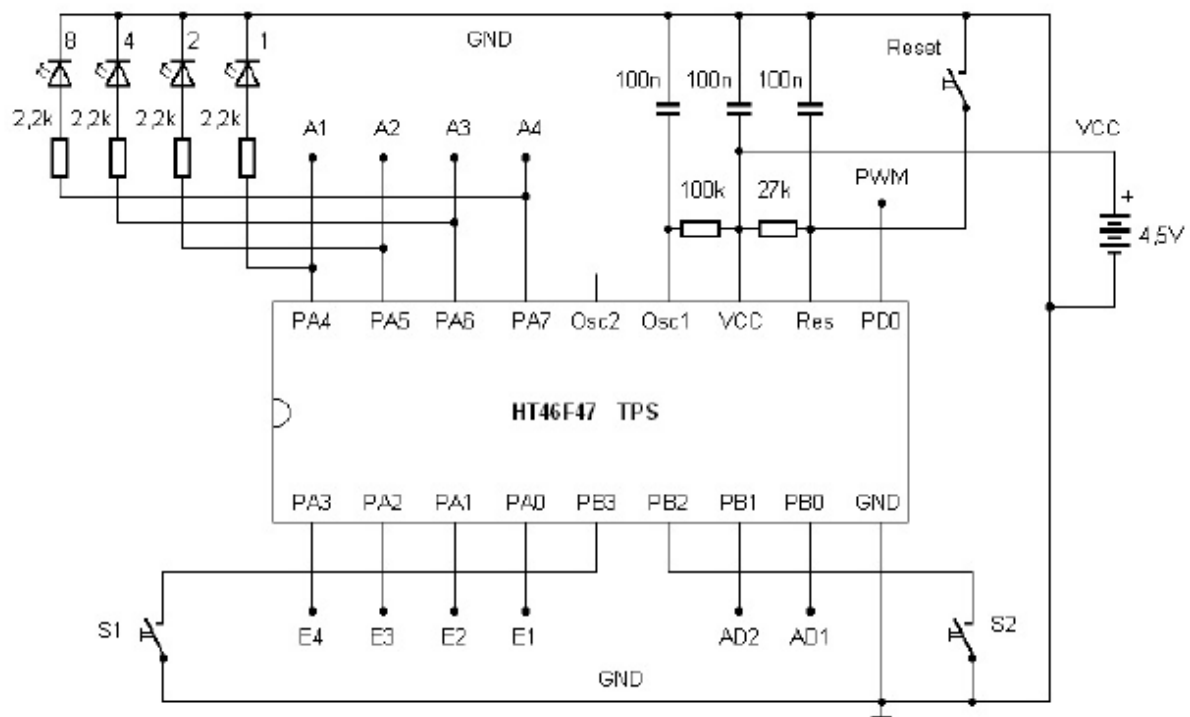 8 4 2 1 GND
Reset
100n 100n 100n
2,2k 2,2k 2,2k 2,2k A1 A2 A3 A4 VCC
100k 27k PWM
+
4,5V
PA4 PA5 PA6 PA7 Osc2 Osc1 VCC Res PD0
HT46F47 TPS
PA3 PA2 PA1 PA0 PB3 PB2 PB1 PB0 GND
S1 E4 E3 E2 E1 AD2 AD1 S2
GND